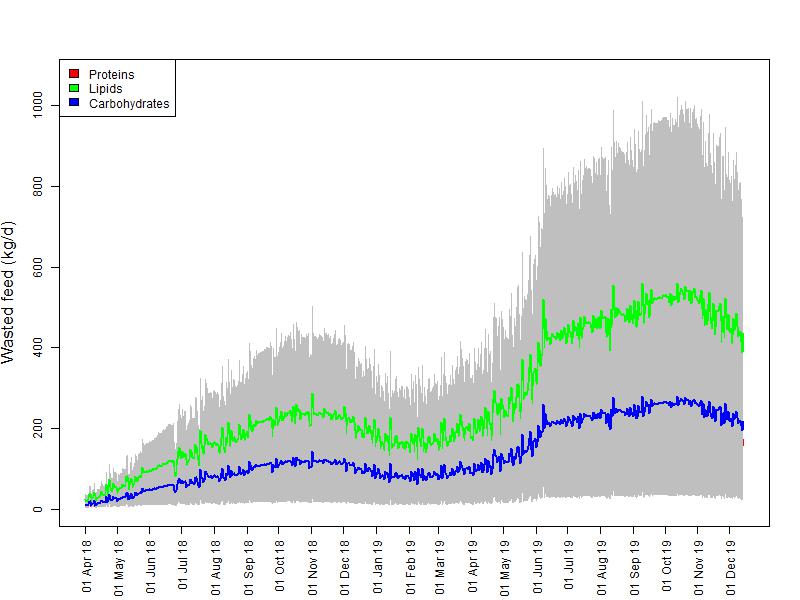 Proteins
Lipids
Carbohydrates
Wasted feed (kg/d)
1000
800
600
400
200
0
01 Apr 18
01 May 18
01 Jun 18
01 Jul 18
01 Aug 18
01 Sep 18
01 Oct 18
01 Nov 18
01 Dec 18
01 Jan 19
01 Feb 19
01 Mar 19
01 Apr 19
01 May 19
01 Jun 19
01 Jul 19
01 Aug 19
01 Sep 19
01 Oct 19
01 Nov 19
01 Dec 19